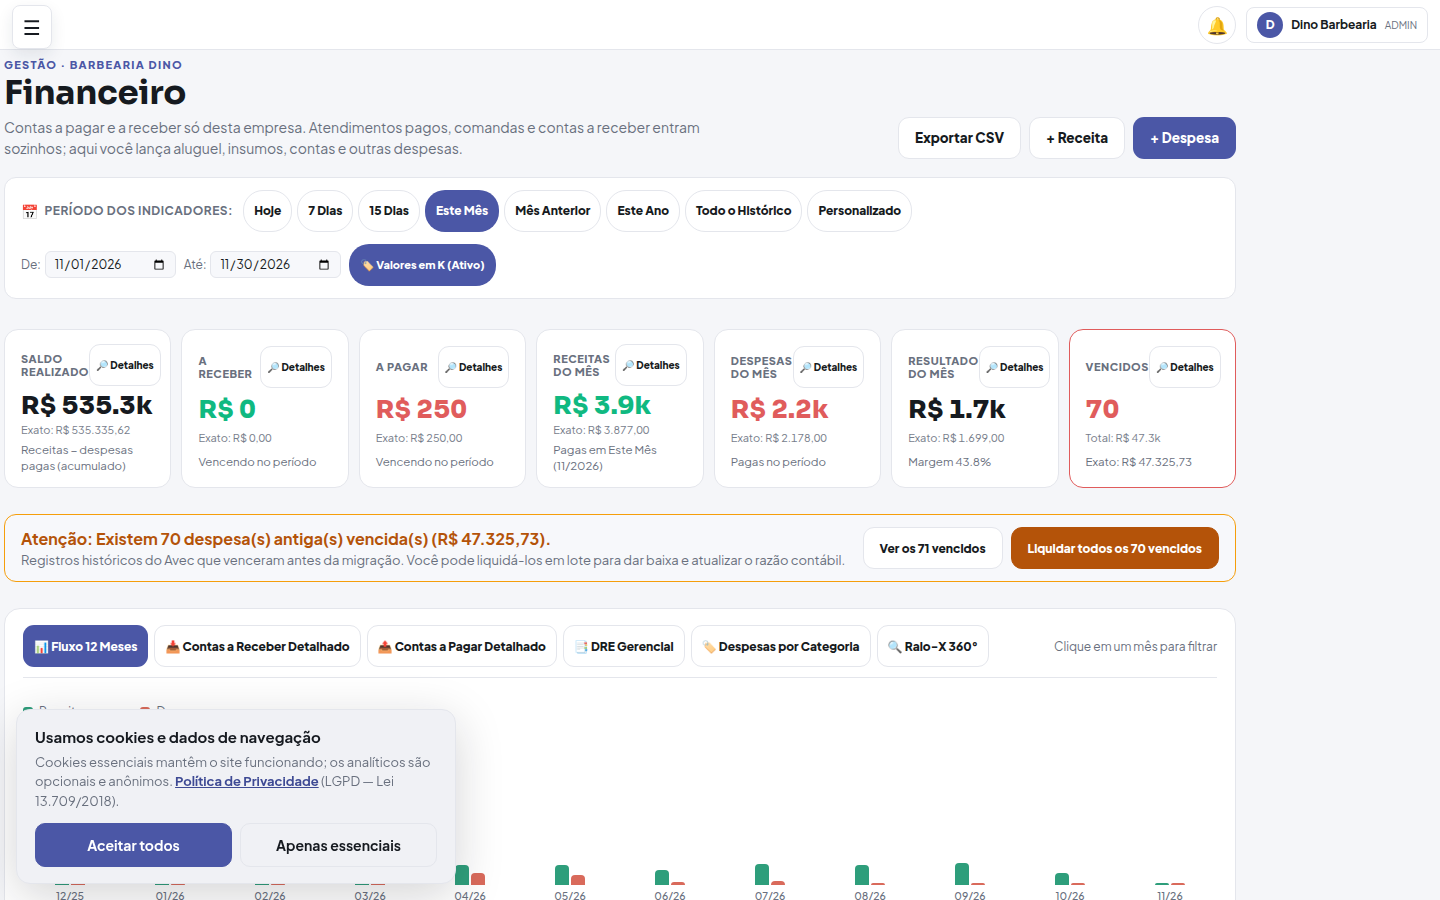 ☰
🔔
D Dino Barbearia ADMIN
GESTÃO · BARBEARIA DINO
Financeiro
Contas a pagar e a receber só desta empresa. Atendimentos pagos, comandas e contas a receber entram
sozinhos; aqui você lança aluguel, insumos, contas e outras despesas.
Exportar CSV
+ Receita
+ Despesa
📅 PERÍODO DOS INDICADORES:
Hoje
7 Dias
15 Dias
Este Mês
Mês Anterior
Este Ano
Todo o Histórico
Personalizado
De: 11/01/2026
Até: 11/30/2026
🏷️ Valores em K (Ativo)
SALDO
REALIZADO
🔎 Detalhes
R$ 535.3k
Exato: R$ 535.335,62
Receitas – despesas
pagas (acumulado)
A
RECEBER
🔎 Detalhes
R$ 0
Exato: R$ 0,00
Vencendo no período
A PAGAR
🔎 Detalhes
R$ 250
Exato: R$ 250,00
Vencendo no período
RECEITAS
DO MÊS
🔎 Detalhes
R$ 3.9k
Exato: R$ 3.877,00
Pagas em Este Mês
(11/2026)
DESPESAS
DO MÊS
🔎 Detalhes
R$ 2.2k
Exato: R$ 2.178,00
Pagas no período
RESULTADO
DO MÊS
🔎 Detalhes
R$ 1.7k
Exato: R$ 1.699,00
Margem 43.8%
VENCIDOS
🔎 Detalhes
70
Total: R$ 47.3k
Exato: R$ 47.325,73
Atenção: Existem 70 despesa(s) antiga(s) vencida(s) (R$ 47.325,73).
Registros históricos do Avec que venceram antes da migração. Você pode liquidá-los em lote para dar baixa e atualizar o razão contábil.
Ver os 71 vencidos
Liquidar todos os 70 vencidos
📊 Fluxo 12 Meses
📥 Contas a Receber Detalhado
📤 Contas a Pagar Detalhado
📑 DRE Gerencial
🏷️ Despesas por Categoria
🔍 Raio-X 360°
Clique em um mês para filtrar
Usamos cookies e dados de navegação
Cookies essenciais mantêm o site funcionando; os analíticos são
opcionais e anônimos. Política de Privacidade (LGPD — Lei
13.709/2018).
Aceitar todos
Apenas essenciais
12/25
01/26
02/26
03/26
04/26
05/26
06/26
07/26
08/26
09/26
10/26
11/26